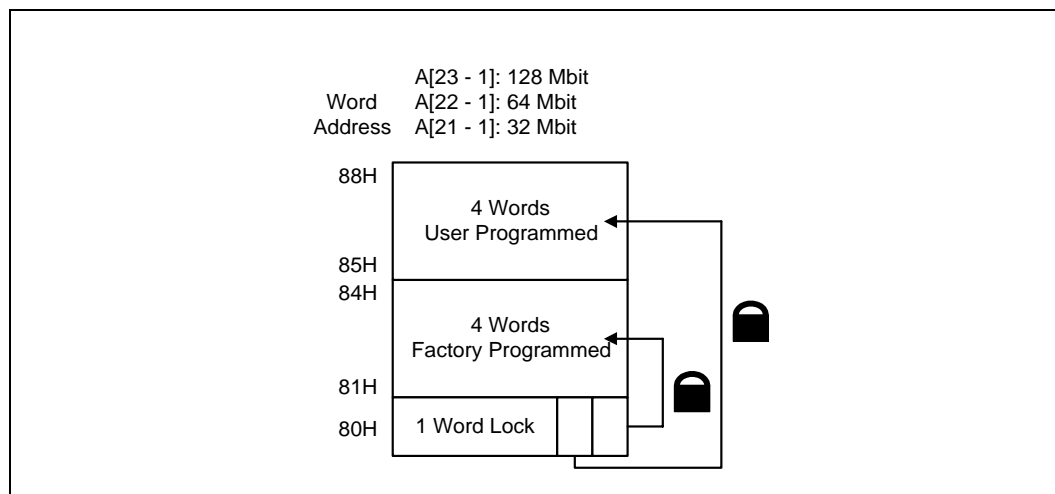 A[23 - 1]: 128 Mbit
Word A[22 - 1]: 64 Mbit
Address A[21 - 1]: 32 Mbit
88H
4 Words
User Programmed
85H
84H
4 Words
Factory Programmed
81H
80H 1 Word Lock